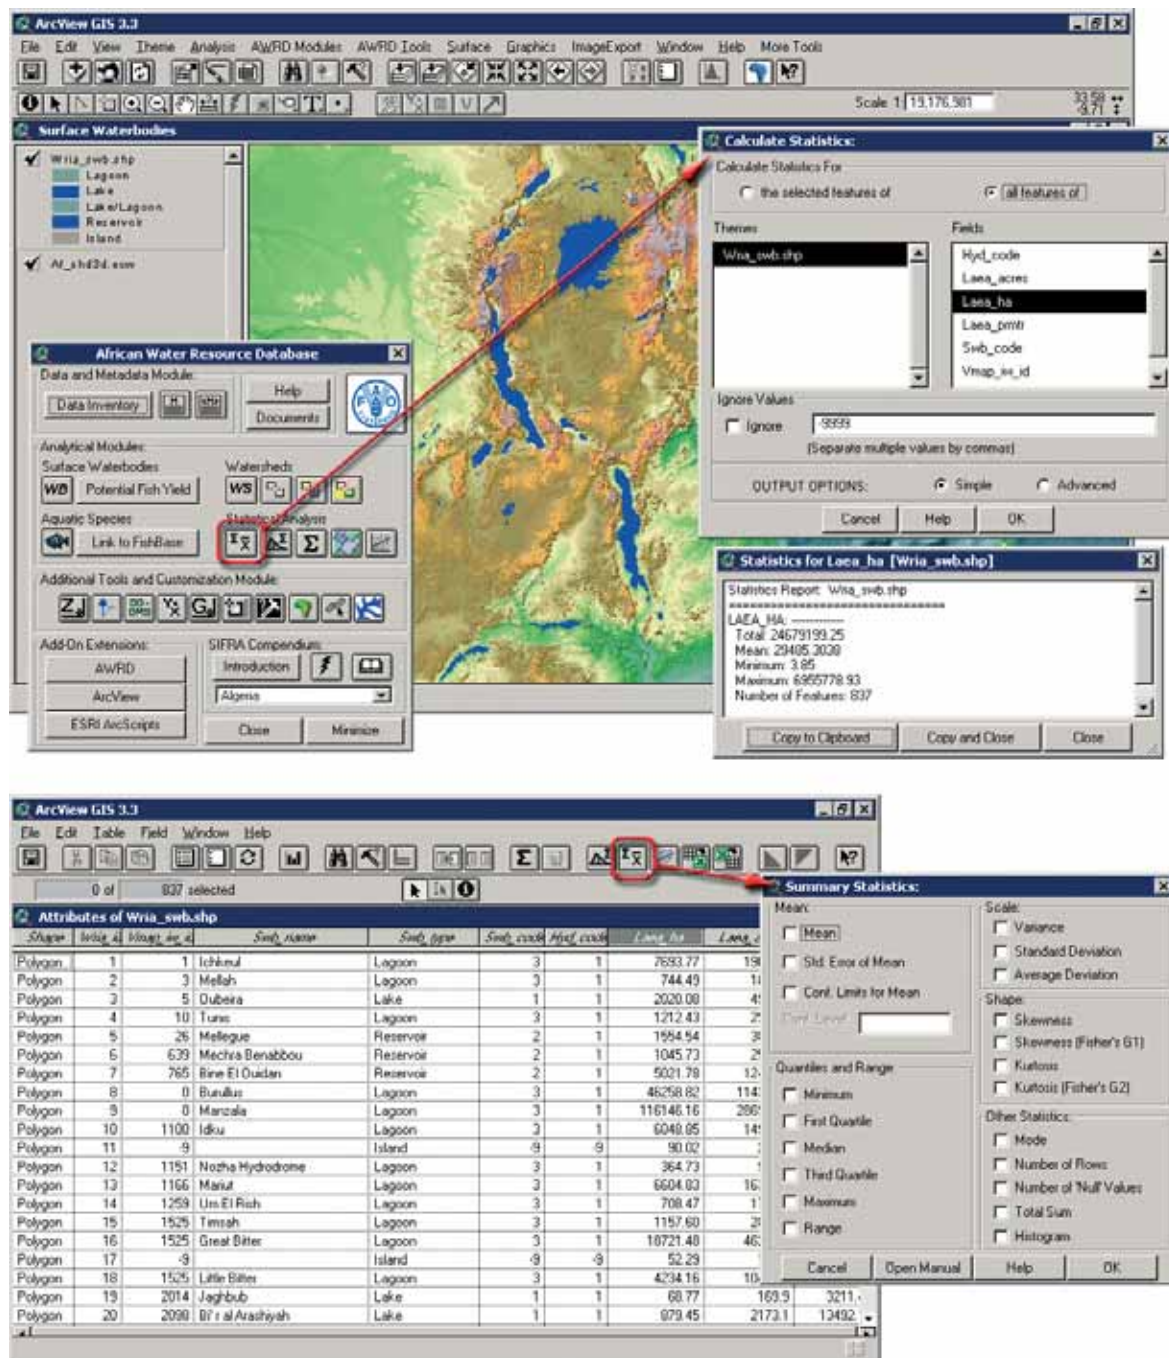 ArcView GIS 3.3
File Edit View Theme Analysis AWRD Modules AWRD Tools Surface Graphics ImageExport Window Help More Tools
Scale 1: 19,176,981
33.58
-9.71
Surface Waterbodies
Wria_swb.shp
Lagoon
Lake
Lake/Lagoon
Reservoir
Island
African Water Resource Database
Data and Metadata Module:
Data Inventory
Help
Documents
Analytical Modules:
Surface Waterbodies
Watersheds
WB Potential Fish Yield
WS
Aquatic Species
Statistical Analysis
Link to FishBase
Additional Tools and Customization Module:
Add-On Extensions:
SIFRA Compendium:
AWRD
Introduction
ArcView
Algeria
ESRI ArcScripts
Close
Minimize
Calculate Statistics:
Calculate Statistics For
the selected features of
all features of
Themes
Fields
Wria_swb.shp
Hyd_code
Laea_acres
Laea_ha
Laea_pmtr
Swb_code
Ignore Values
Ignore
-9999
(Separate multiple values by commas)
OUTPUT OPTIONS: Simple Advanced
Cancel Help OK
Statistics for Laea_ha [Wria_swb.shp]
Statistics Report: Wria_swb.shp
LAEA_HA: ------------
Total: 24679199.25
Mean: 29485.3038
Minimum: 3.85
Maximum: 6955778.93
Number of Features: 837
Copy to Clipboard Copy and Close Close
ArcView GIS 3.3
File Edit Table Field Window Help
0 of 837 selected
Attributes of Wria_swb.shp
Shape Swb_name Swb_type Swb_code Hyd_code Laea_ha
Polygon 1 1 Ichkeul Lagoon 3 1 7693.77
Polygon 2 3 Mellah Lagoon 3 1 744.49
Polygon 3 5 Oubeira Lake 1 1 2020.08
Polygon 4 10 Tunis Lagoon 3 1 1212.43
Polygon 5 26 Mellegue Reservoir 2 1 1554.54
Polygon 6 639 Mechra Benabbou Reservoir 2 1 1045.73
Polygon 7 765 Bine El Ouidan Reservoir 2 1 5021.78
Polygon 8 0 Burullus Lagoon 3 1 46258.82
Polygon 9 0 Manzala Lagoon 3 1 116146.16
Polygon 10 1100 Idku Lagoon 3 1 6048.85
Polygon 11 -9 Island -9 -9 90.02
Polygon 12 1151 Nozha Hydrodrome Lagoon 3 1 364.73
Polygon 13 1166 Mariut Lagoon 3 1 6604.03
Polygon 14 1259 Um El Rish Lagoon 3 1 708.47
Polygon 15 1525 Timsah Lagoon 3 1 1157.60
Polygon 16 1525 Great Bitter Lagoon 3 1 18721.48
Polygon 17 -9 Island -9 -9 52.29
Polygon 18 1525 Little Bitter Lagoon 3 1 4234.16
Polygon 19 2014 Jaghbub Lake 1 1 68.77 169.9 3211.
Polygon 20 2098 Bi'r al Arashiyah Lake 1 1 879.45 2173.1 13492.
Summary Statistics:
Mean:
Mean
Std. Error of Mean
Conf. Limits for Mean
Conf. Level:
Quantiles and Range
Minimum
First Quartile
Median
Third Quartile
Maximum
Range
Scale:
Variance
Standard Deviation
Average Deviation
Shape:
Skewness
Skewness (Fisher's G1)
Kurtosis
Kurtosis (Fisher's G2)
Other Statistics:
Mode
Number of Rows
Number of 'Null' Values
Total Sum
Histogram
Cancel Open Manual Help OK